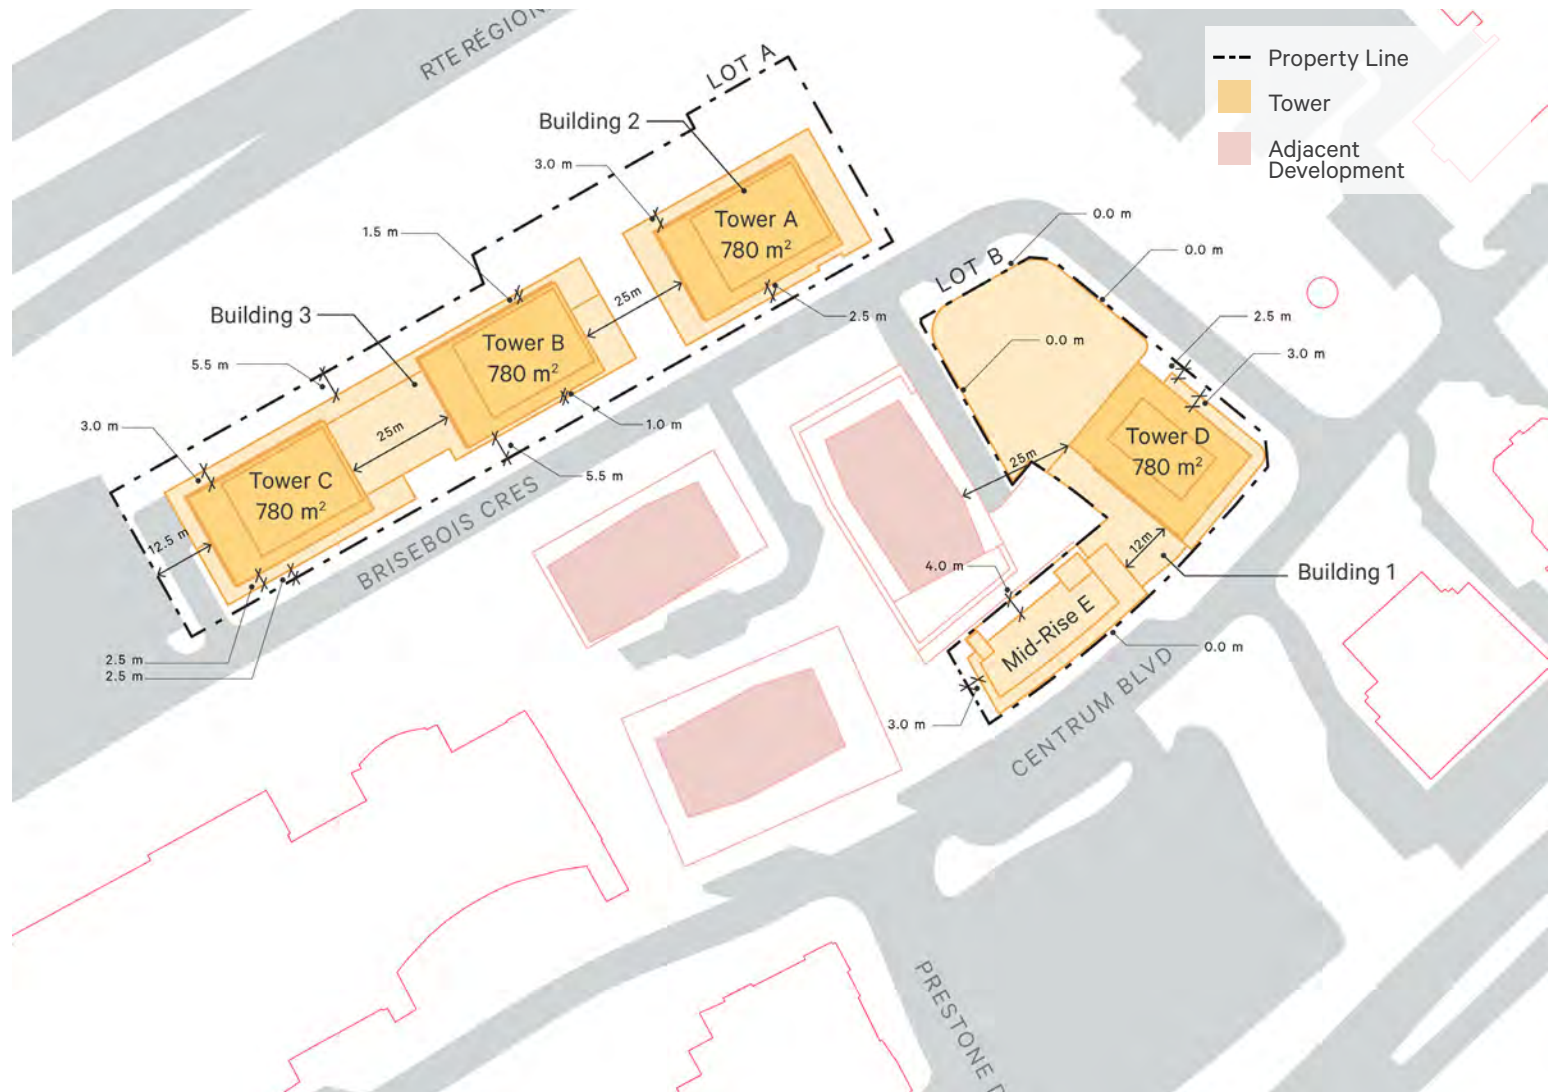 RTE RÉGION
LOT A
Property Line
Tower
Adjacent
Development
Building 2
3.0 m
Tower A
780 m²
1.5 m
25m
2.5 m
Building 3
Tower B
780 m²
5.5 m
25m
1.0 m
5.5 m
3.0 m
Tower C
780 m²
12.5 m
2.5 m
2.5 m
BRISEBOIS CRES
LOT B
0.0 m
0.0 m
0.0 m
2.5 m
3.0 m
Tower D
780 m²
25m
12m
Building 1
4.0 m
Mid-Rise E
0.0 m
3.0 m
CENTRUM BLVD
PRESTONE D